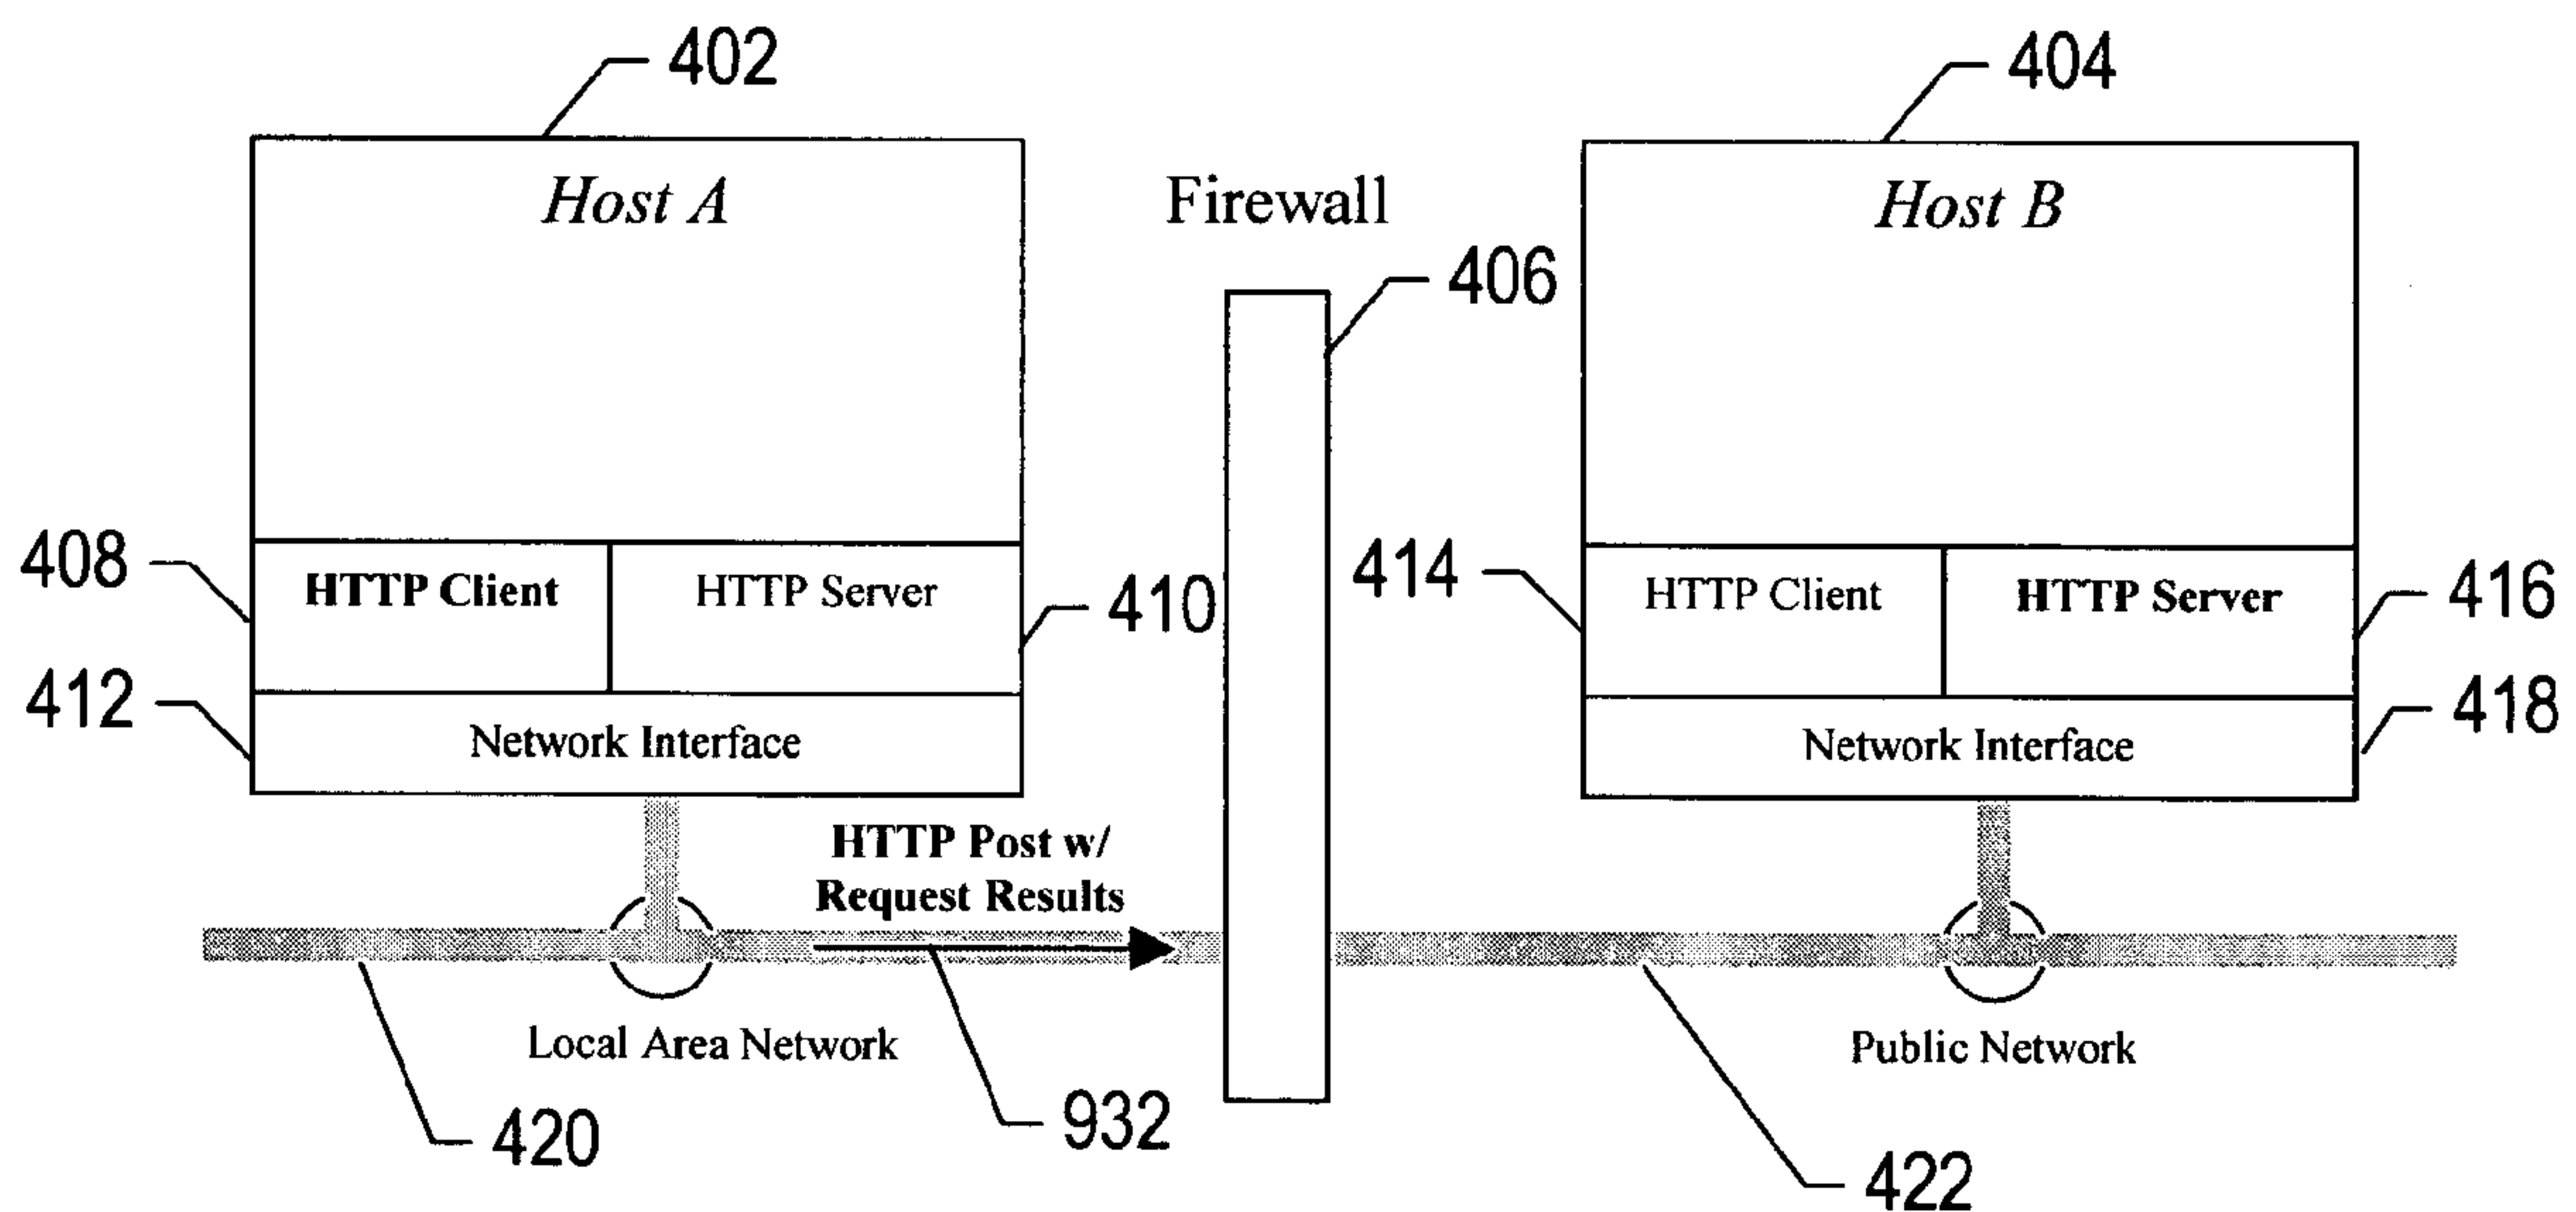 402
404
Host A
Firewall
Host B
406
408
HTTP Client
HTTP Server
410
414
HTTP Client
HTTP Server
416
412
Network Interface
Network Interface
418
HTTP Post w/
Request Results
Local Area Network
Public Network
420
932
422